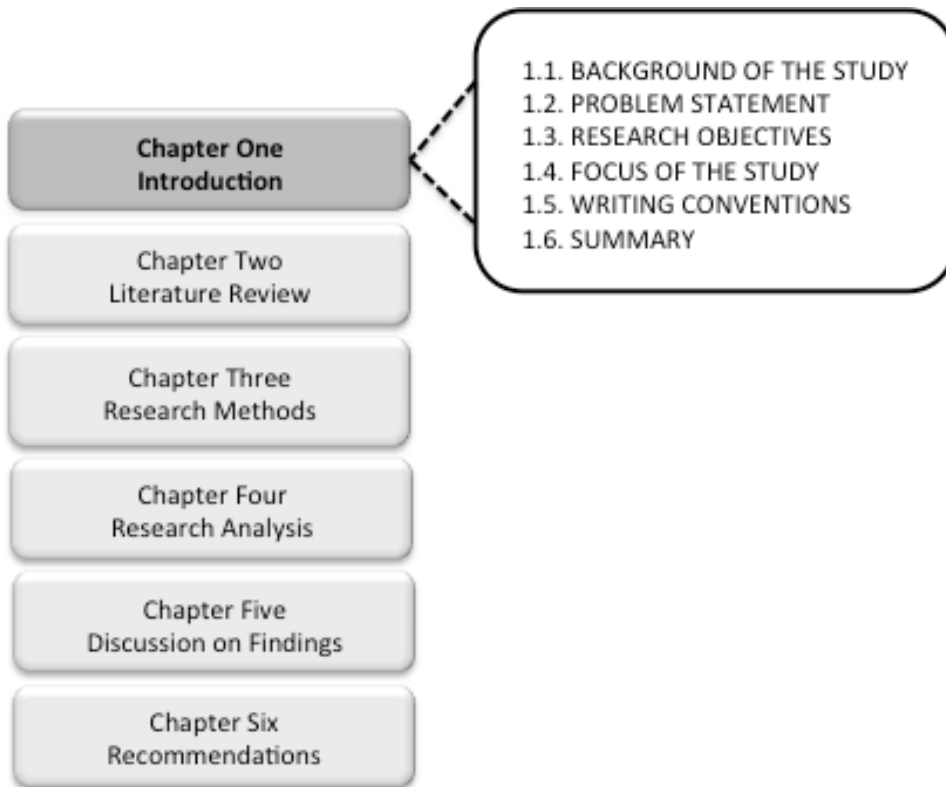 Chapter One
Introduction
1.1. BACKGROUND OF THE STUDY
1.2. PROBLEM STATEMENT
1.3. RESEARCH OBJECTIVES
1.4. FOCUS OF THE STUDY
1.5. WRITING CONVENTIONS
1.6. SUMMARY
Chapter Two
Literature Review
Chapter Three
Research Methods
Chapter Four
Research Analysis
Chapter Five
Discussion on Findings
Chapter Six
Recommendations